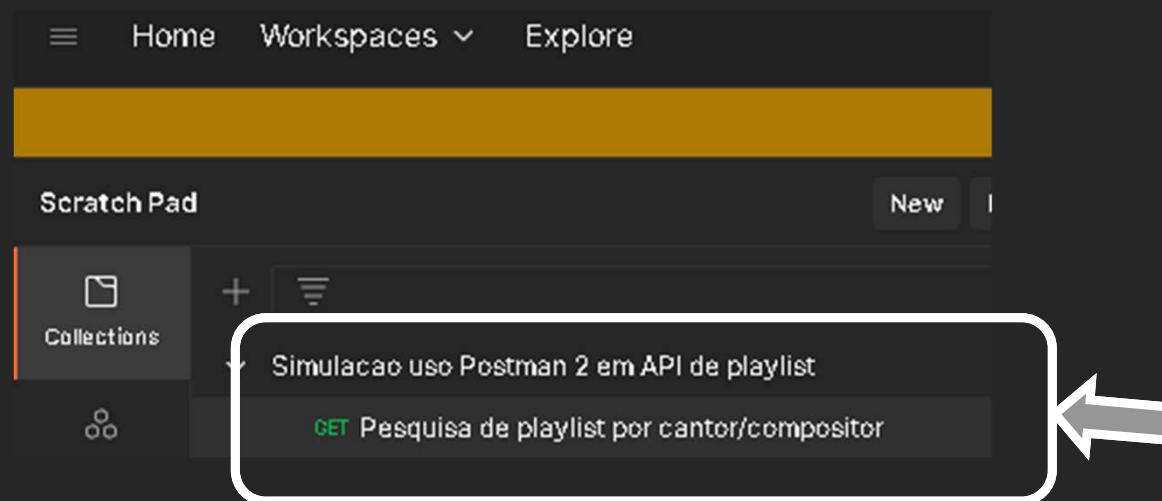 Home Workspaces Explore
Scratch Pad New
Collections
Simulacao uso Postman 2 em API de playlist
GET Pesquisa de playlist por cantor/compositor